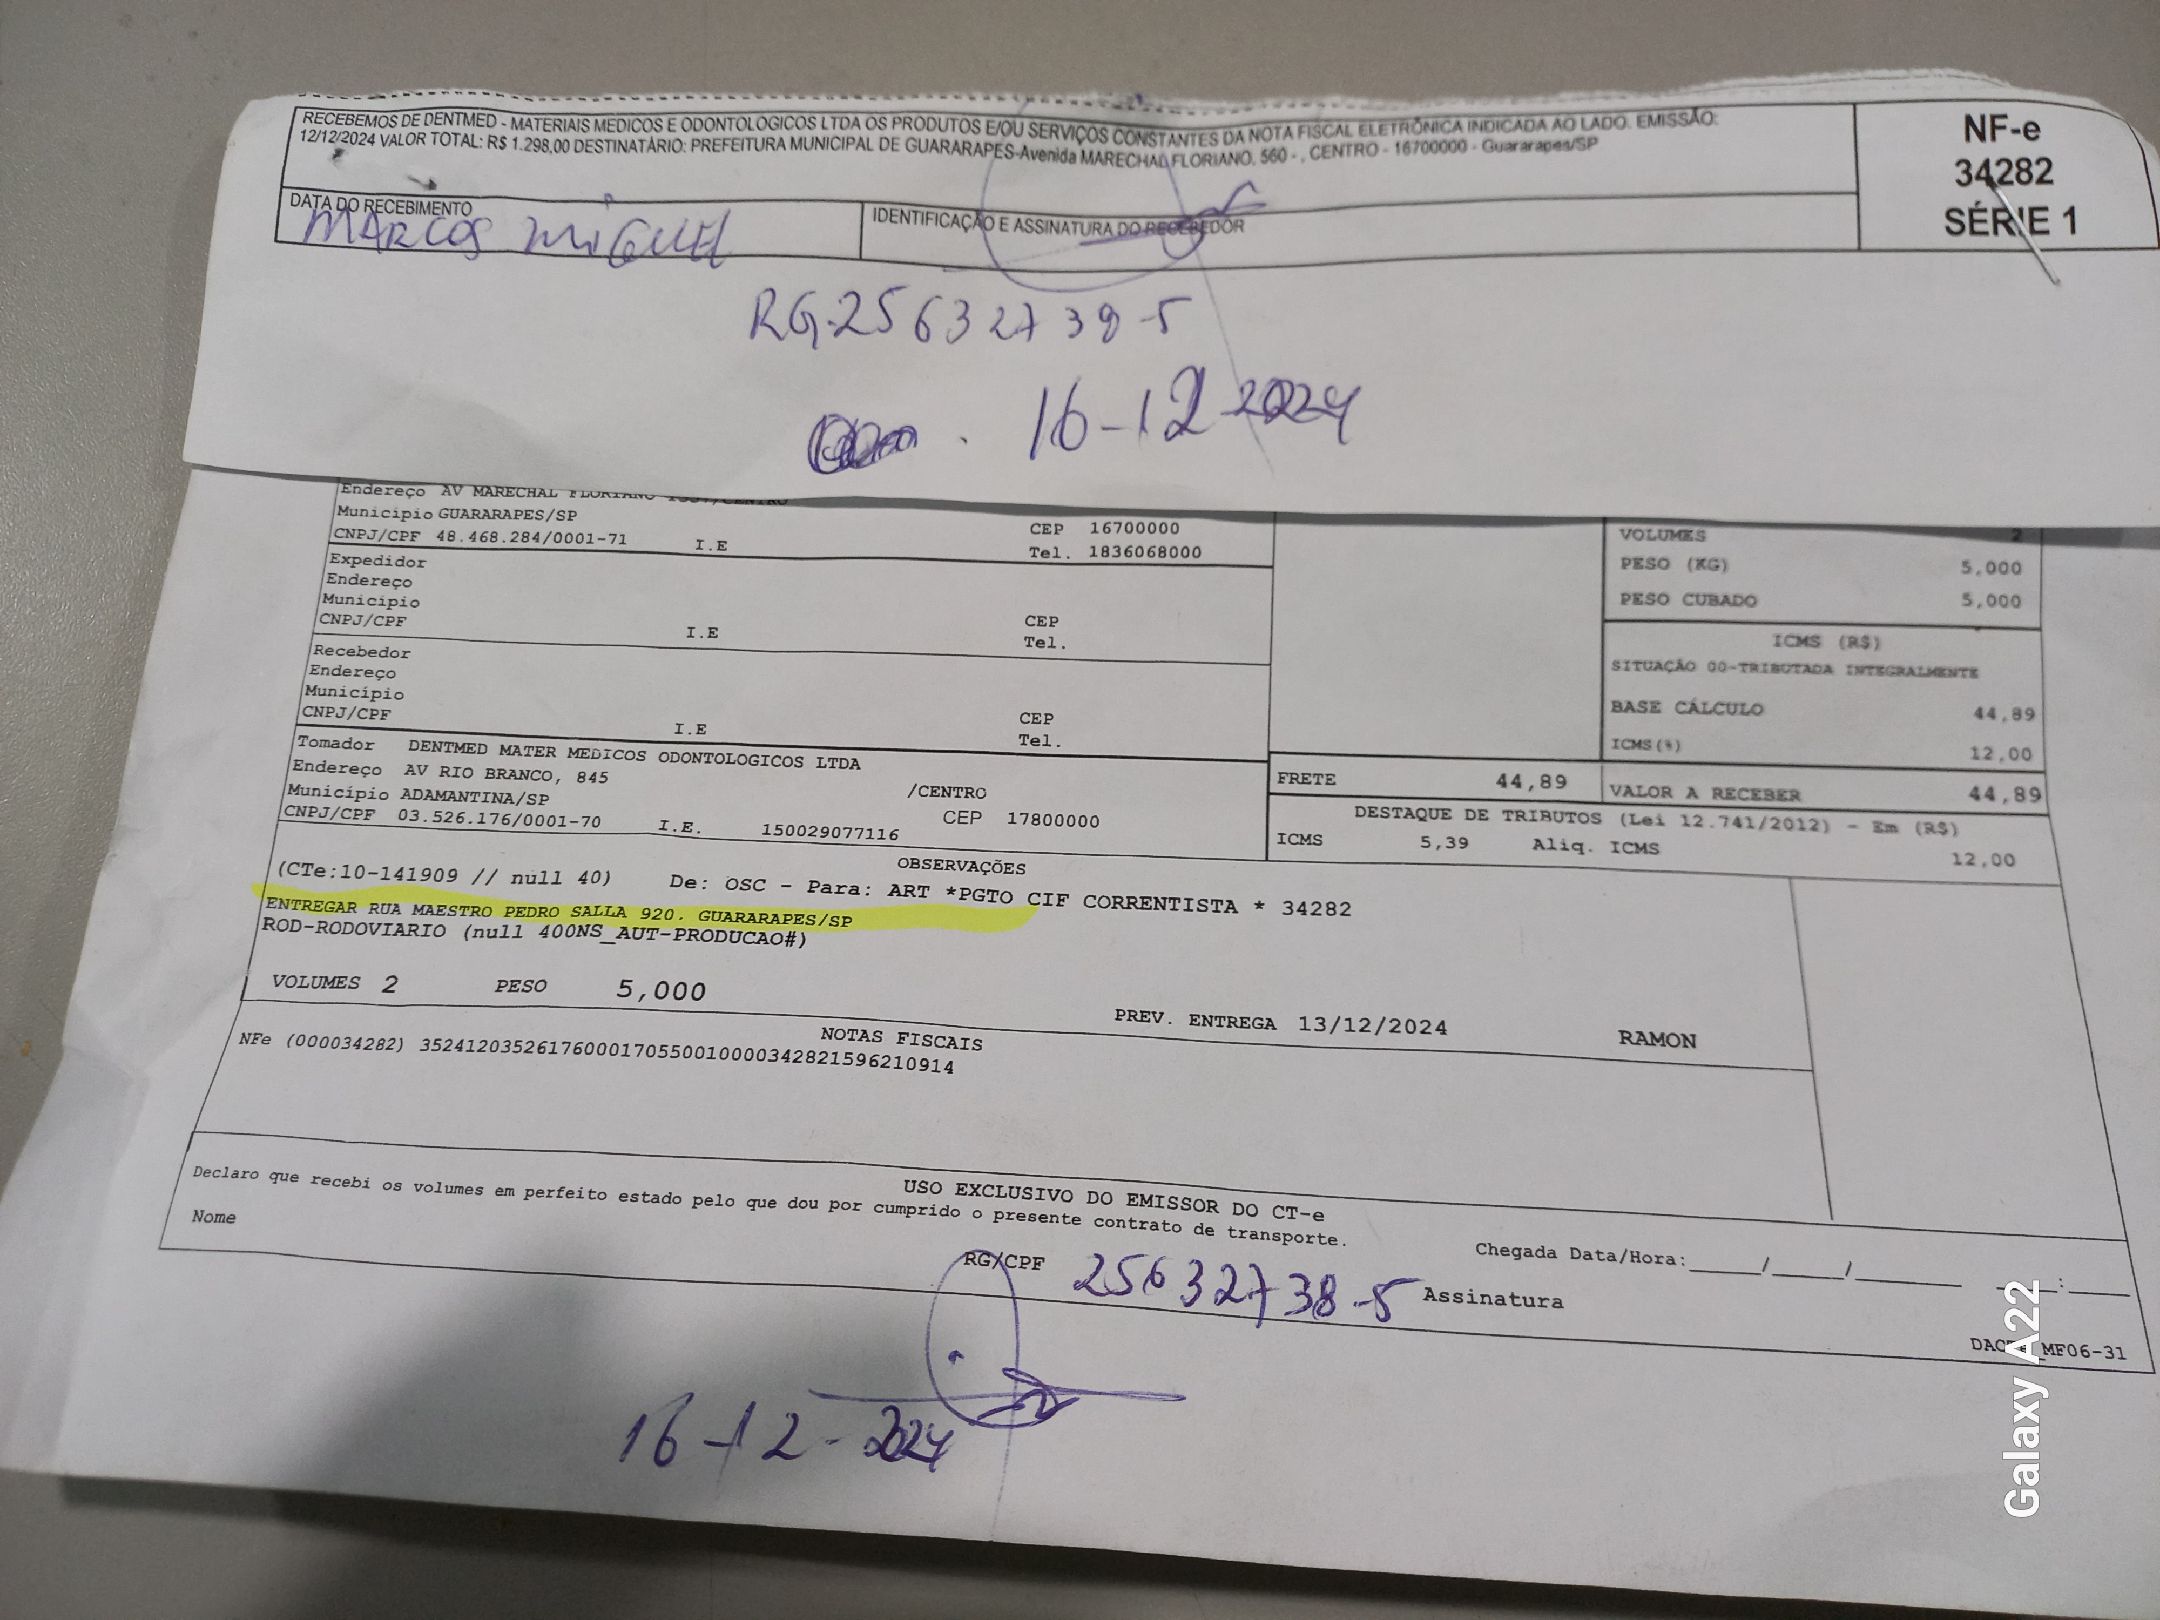 RECEBEMOS DE DENTMED - MATERIAIS MEDICOS E ODONTOLOGICOS LTDA OS PRODUTOS E/OU SERVIÇOS CONSTANTES DA NOTA FISCAL ELETRÔNICA INDICADA AO LADO. EMISSÃO:
12/12/2024 VALOR TOTAL: R$ 1.298,00 DESTINATÁRIO: PREFEITURA MUNICIPAL DE GUARARAPES-Avenida MARECHAL FLORIANO, 560 - , CENTRO - 16700000 - Guararapes/SP
NF-e
34282
SÉRIE 1
DATA DO RECEBIMENTO
MARCOS MIGUEL
IDENTIFICAÇÃO E ASSINATURA DO RECEBEDOR
RG.25632738-5
16-12-2024
Endereço AV MARECHAL FLORIANO /CENTRO
Município GUARARAPES/SP CEP 16700000
CNPJ/CPF 48.468.284/0001-71 I.E Tel. 1836068000
Expedidor
Endereço
Municipio CEP
CNPJ/CPF I.E Tel.
Recebedor
Endereço
Município CEP
CNPJ/CPF I.E Tel.
Tomador DENTMED MATER MEDICOS ODONTOLOGICOS LTDA
Endereço AV RIO BRANCO, 845 /CENTRO
Município ADAMANTINA/SP CEP 17800000
CNPJ/CPF 03.526.176/0001-70 I.E. 150029077116
VOLUMES 2
PESO (KG) 5,000
PESO CUBADO 5,000
ICMS (R$)
SITUAÇÃO 00-TRIBUTADA INTEGRALMENTE
BASE CÁLCULO 44,89
ICMS(%) 12,00
FRETE 44,89 VALOR A RECEBER 44,89
DESTAQUE DE TRIBUTOS (Lei 12.741/2012) - Em (R$)
ICMS 5,39 Aliq. ICMS 12,00
OBSERVAÇÕES
(CTe:10-141909 // null 40) De: OSC - Para: ART *PGTO CIF CORRENTISTA * 34282
ENTREGAR RUA MAESTRO PEDRO SALLA 920. GUARARAPES/SP
ROD-RODOVIARIO (null 400NS_AUT-PRODUCAO#)
VOLUMES 2 PESO 5,000
PREV. ENTREGA 13/12/2024 RAMON
NOTAS FISCAIS
NFe (000034282) 35241203526176000170550010000342821596210914
USO EXCLUSIVO DO EMISSOR DO CT-e
Declaro que recebi os volumes em perfeito estado pelo que dou por cumprido o presente contrato de transporte.
Nome RG/CPF 25632738-5 Assinatura
Chegada Data/Hora:_____/_____/________ ____:____
MF06-31
16-12-2024
Galaxy A22